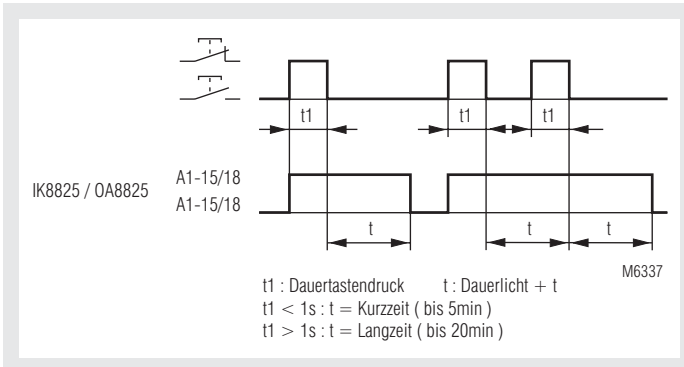 t1 t1 t1
IK8825 / OA8825
A1-15/18
A1-15/18
t t t
M6337
t1 : Dauertastendruck t : Dauerlicht + t
t1 < 1s : t = Kurzzeit ( bis 5min )
t1 > 1s : t = Langzeit ( bis 20min )